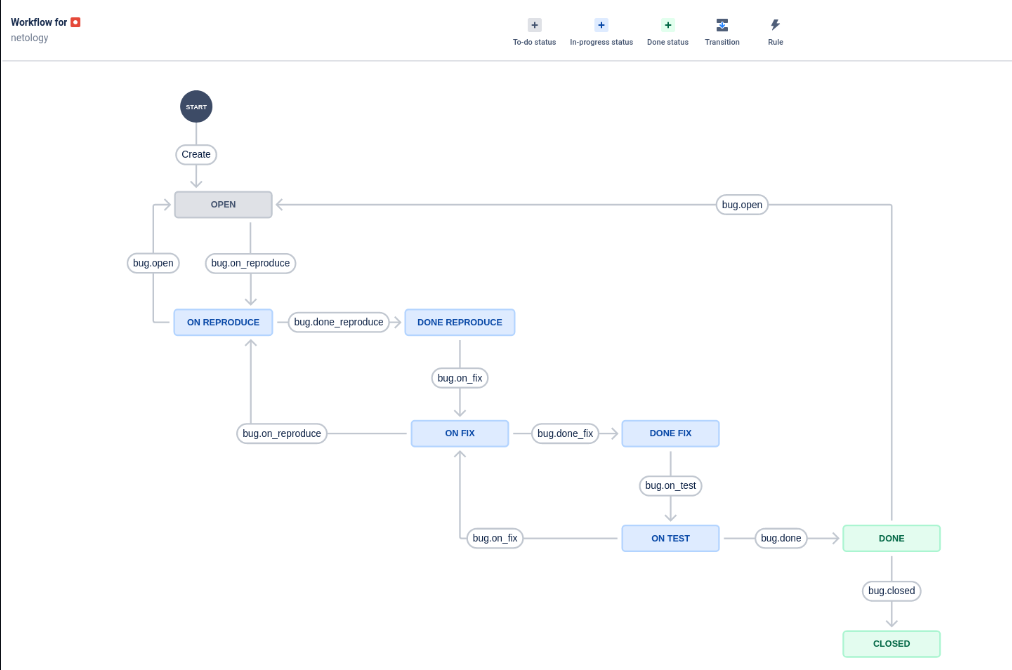 Workflow for
netology
To-do status
In-progress status
Done status
Transition
Rule
START
Create
OPEN
bug.open
bug.open
bug.on_reproduce
ON REPRODUCE
bug.done_reproduce
DONE REPRODUCE
bug.on_fix
bug.on_reproduce
ON FIX
bug.done_fix
DONE FIX
bug.on_test
bug.on_fix
ON TEST
bug.done
DONE
bug.closed
CLOSED